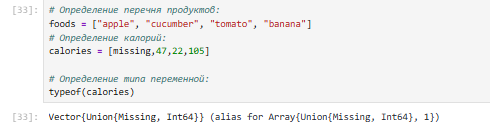 [33]: # Определение перечня продуктов:
foods = ["apple", "cucumber", "tomato", "banana"]
# Определение калорий:
calories = [missing,47,22,105]
# Определение типа переменной:
typeof(calories)
[33]: Vector{Union{Missing, Int64}} (alias for Array{Union{Missing, Int64}, 1})